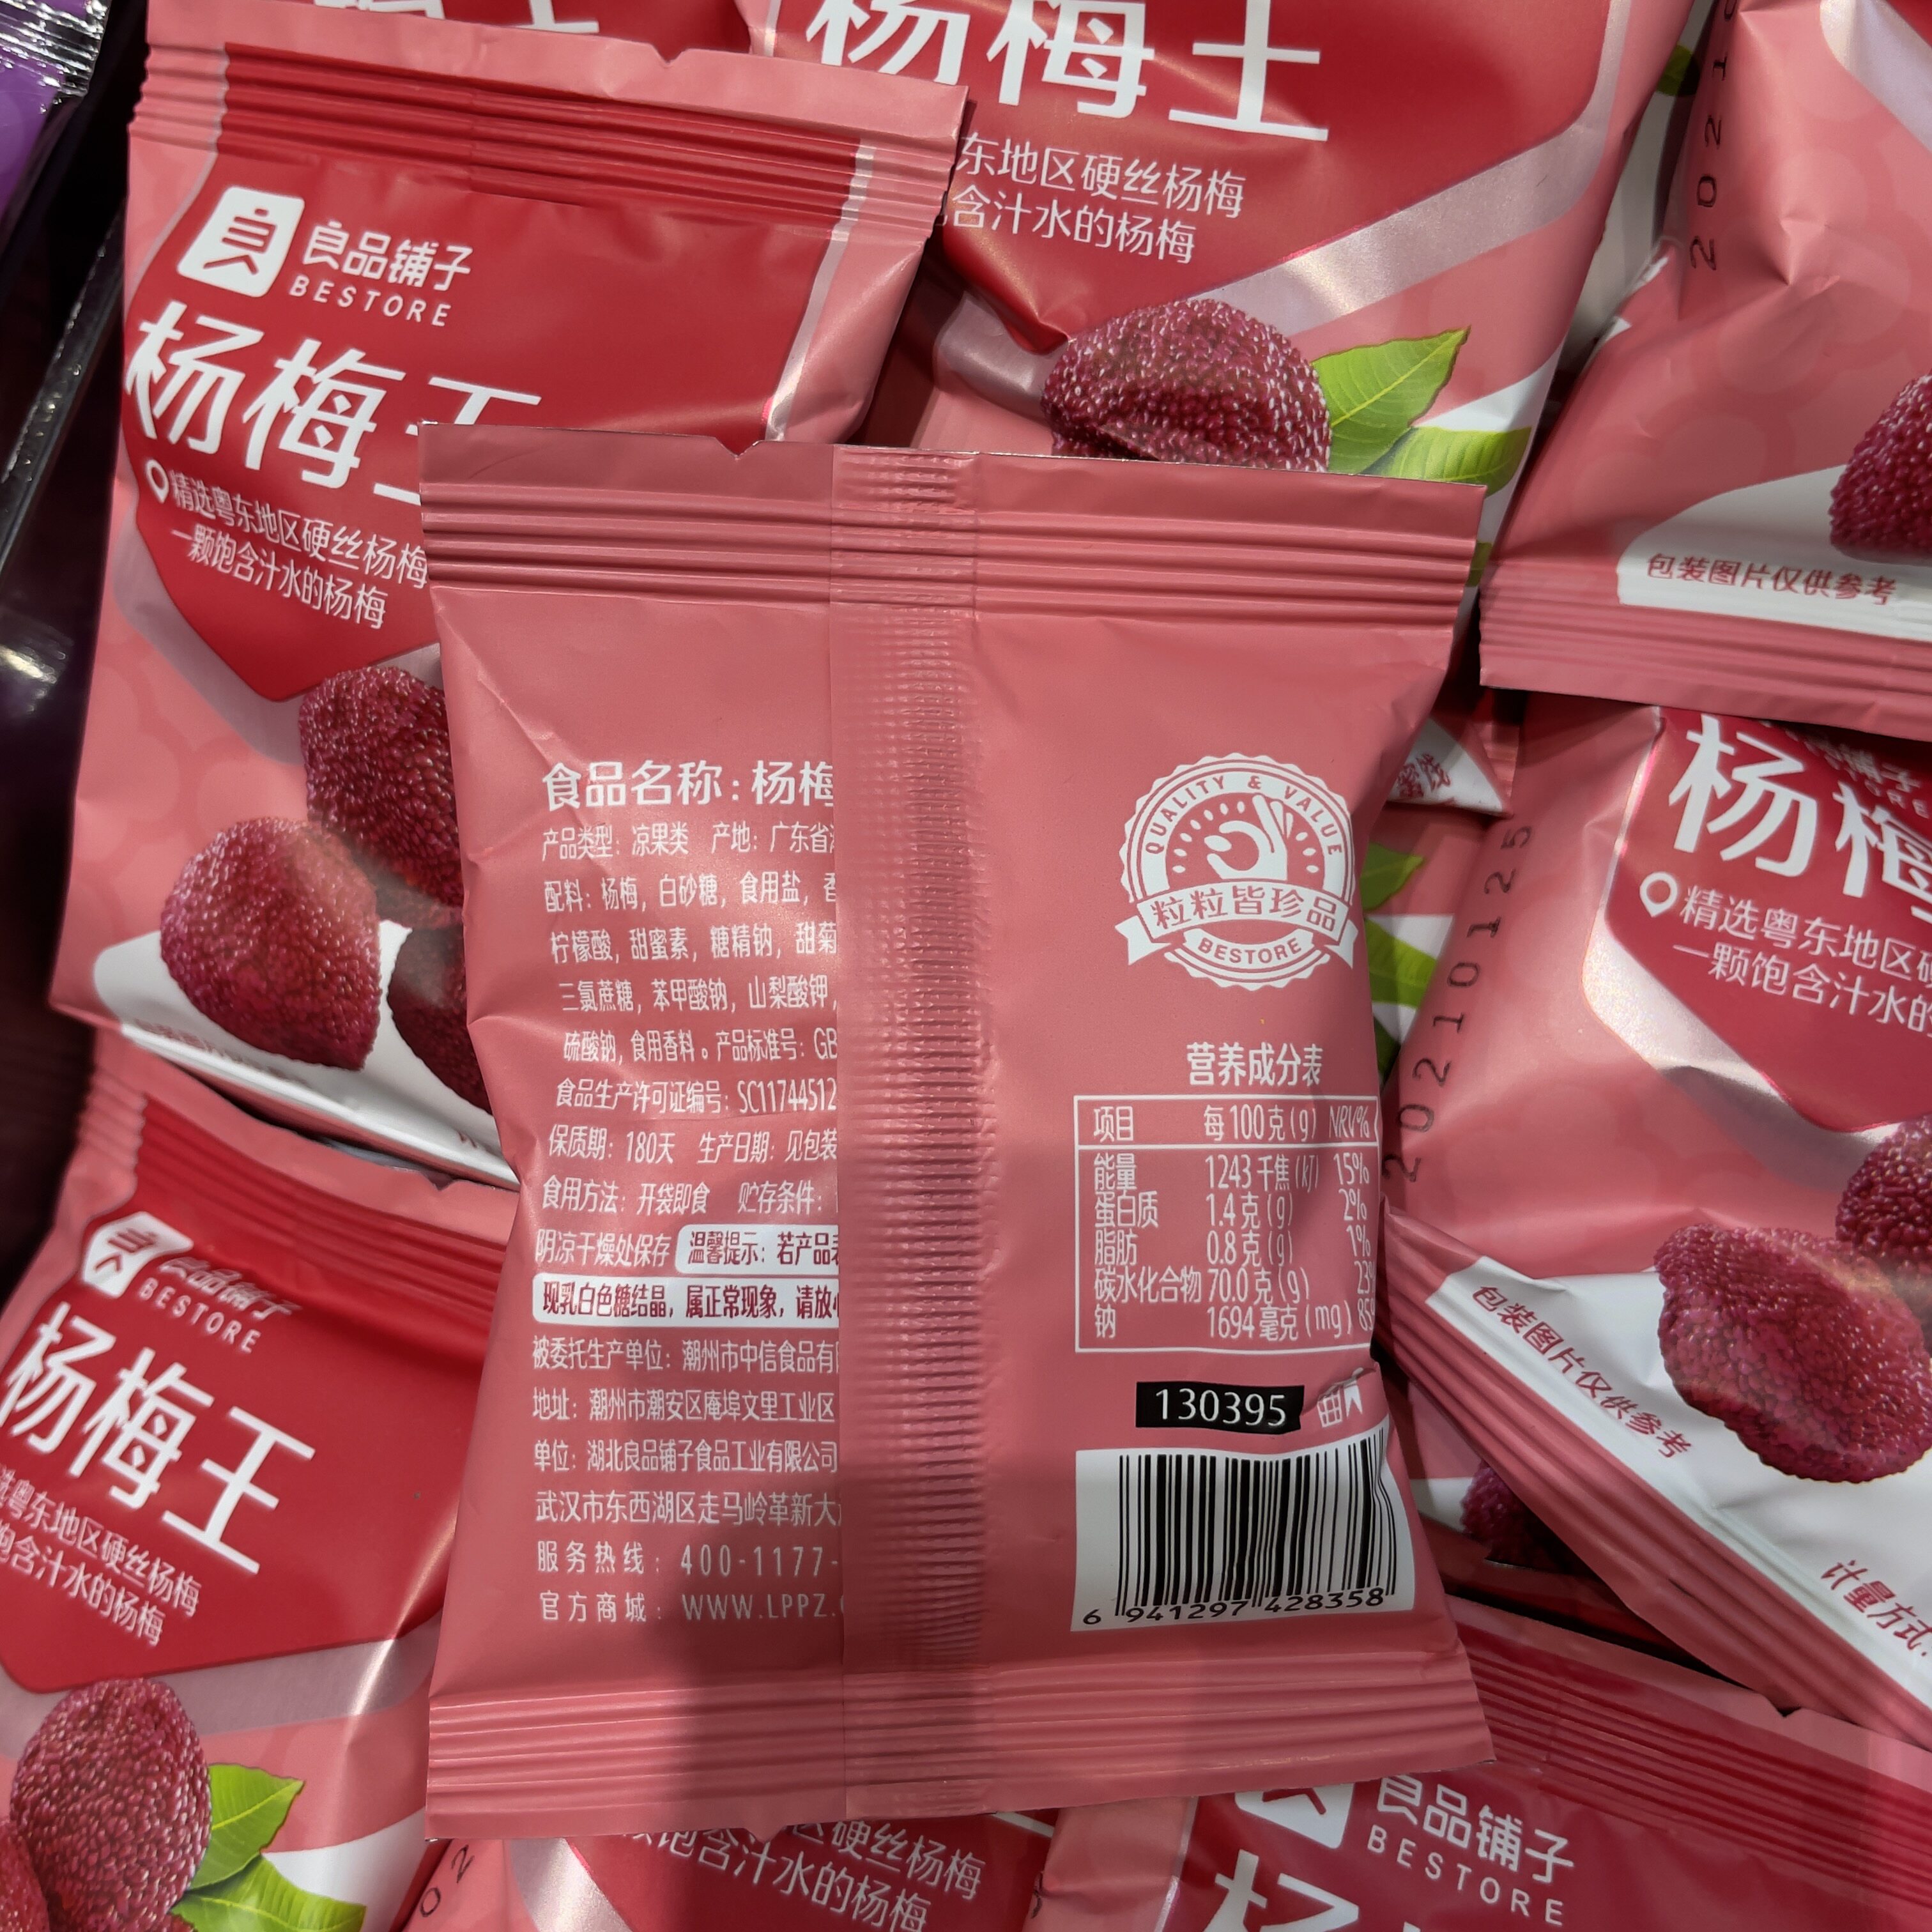 杨梅王
东地区硬丝杨梅
含汁水的杨梅
良品铺子
BESTORE
杨梅王
精选粤东地区硬丝杨梅
一颗饱含汁水的杨梅
包装图片仅供参考
食品名称：杨梅
产品类型：凉果类 产地：广东省
配料：杨梅，白砂糖，食用盐，
柠檬酸，甜蜜素，糖精钠，甜菊
三氯蔗糖，苯甲酸钠，山梨酸钾，
硫酸钠，食用香料。产品标准号：GB
食品生产许可证编号：SC11744512
保质期：180天 生产日期：见包装
食用方法：开袋即食 贮存条件：
阴凉干燥处保存 温馨提示：若产品表
现乳白色糖结晶，属正常现象，请放心
被委托生产单位：潮州市中信食品有限
地址：潮州市潮安区庵埠文里工业区
单位：湖北良品铺子食品工业有限公司
武汉市东西湖区走马岭革新大
服务热线：400-1177-
官方商城：WWW.LPPZ.
QUALITY & VALUE
粒粒皆珍品
BESTORE
营养成分表
项目 每100克(g) NRV%
能量 1243千焦(kJ) 15%
蛋白质 1.4克(g) 2%
脂肪 0.8克(g) 1%
碳水化合物 70.0克(g) 23%
钠 1694毫克(mg) 85%
130395
6 941297 428358
杨梅
精选粤东地区硬
一颗饱含汁水的
20210125
包装图片仅供参考
计量方式
良品铺子
BESTORE
杨梅王
选粤东地区硬丝杨梅
饱含汁水的杨梅
区硬丝杨梅
颗饱含汁水的杨梅
良品铺子
BESTORE